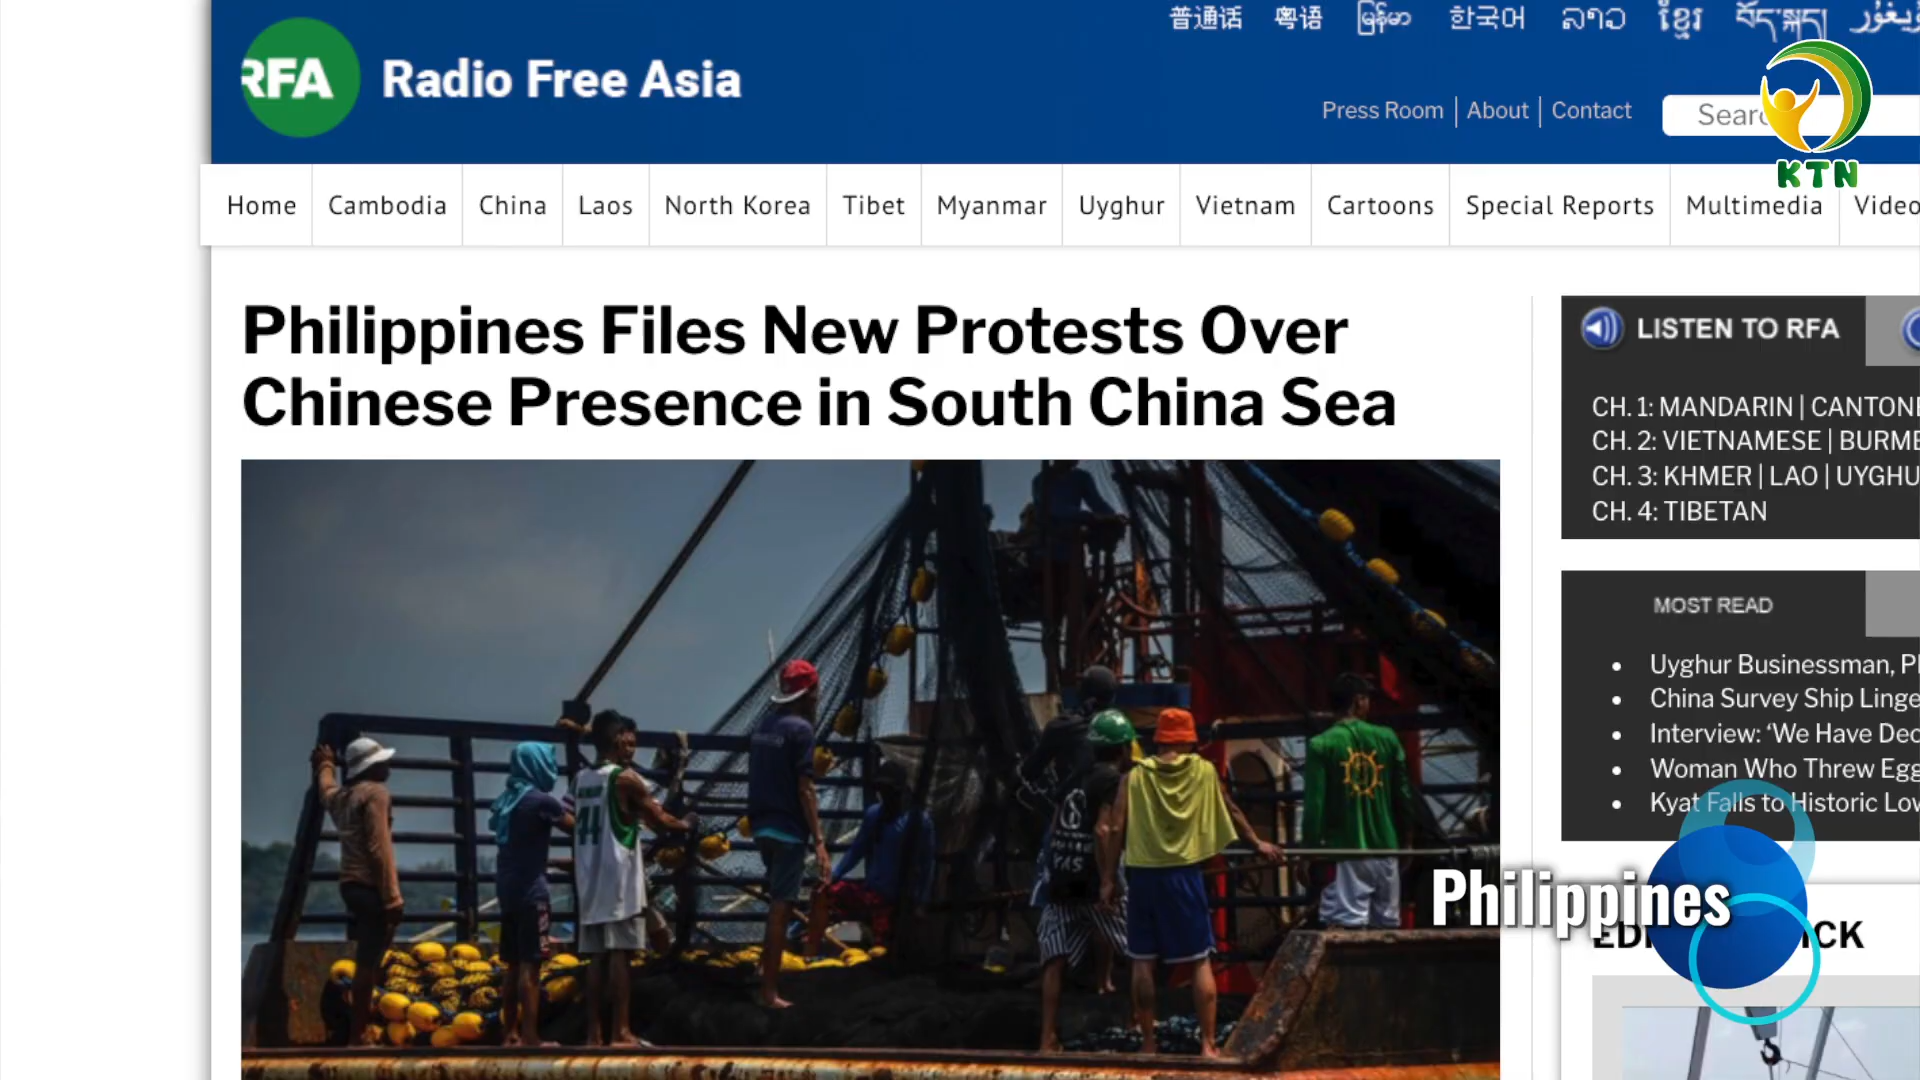 普通话 粤语 မြန်မာ 한국어 ລາວ ខ្មែរ
RFA Radio Free Asia
Press Room | About | Contact
KTN
Home Cambodia China Laos North Korea Tibet Myanmar Uyghur Vietnam Cartoons Special Reports Multimedia Video
Philippines Files New Protests Over
Chinese Presence in South China Sea
LISTEN TO RFA
CH. 1: MANDARIN | CANTONE
CH. 2: VIETNAMESE | BURME
CH. 3: KHMER | LAO | UYGHU
CH. 4: TIBETAN
MOST READ
• Uyghur Businessman, P
• China Survey Ship Linge
• Interview: ‘We Have Dec
• Woman Who Threw Egg
• Kyat Falls to Historic Lov
Philippines